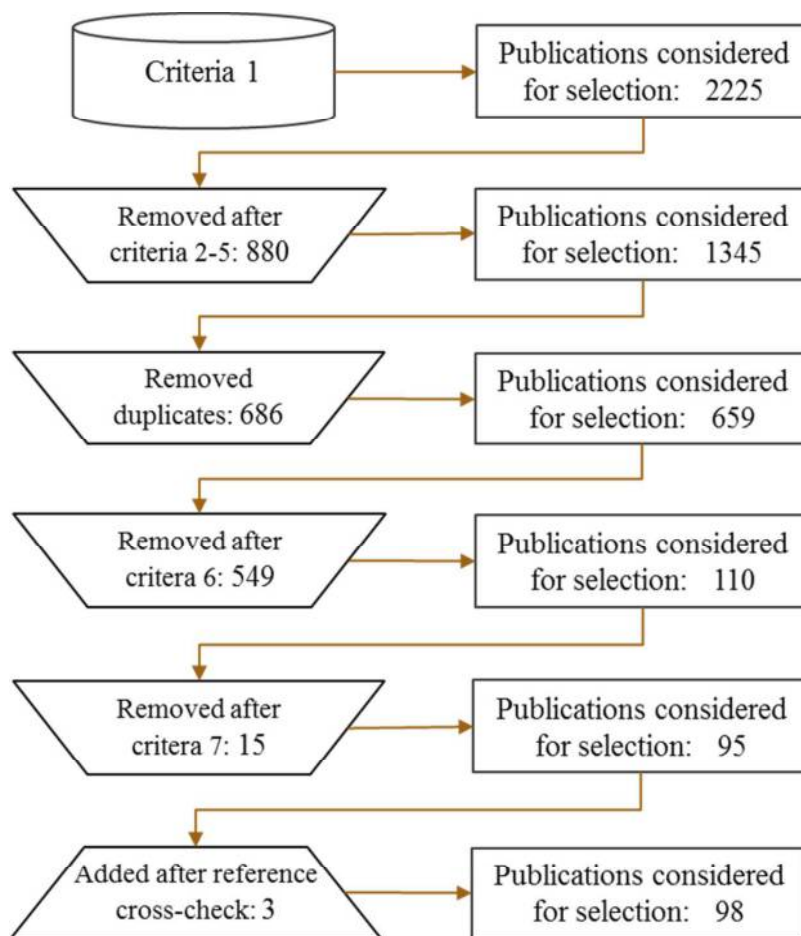 Criteria 1
Publications considered
for selection: 2225
Removed after
criteria 2-5: 880
Publications considered
for selection: 1345
Removed
duplicates: 686
Publications considered
for selection: 659
Removed after
critera 6: 549
Publications considered
for selection: 110
Removed after
critera 7: 15
Publications considered
for selection: 95
Added after reference
cross-check: 3
Publications considered
for selection: 98